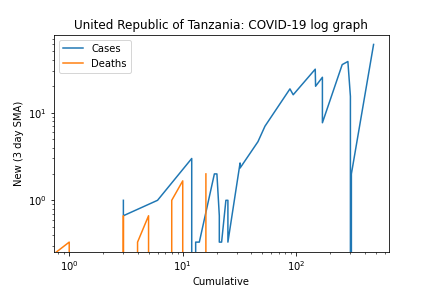 United Republic of Tanzania: COVID-19 log graph
Cases
Deaths
New (3 day SMA)
10¹
10⁰
10⁰ 10¹ 10²
Cumulative